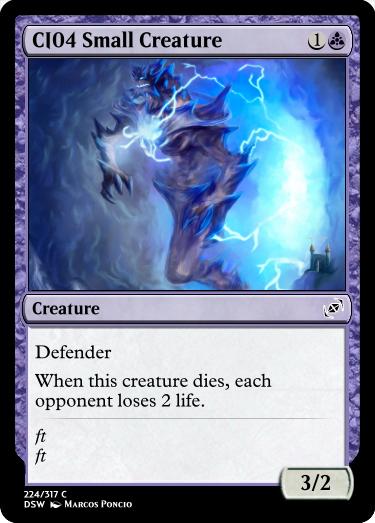 CI04 Small Creature 1
Creature
Defender
When this creature dies, each
opponent loses 2 life.
ft
ft
224/317 C
DSW Marcos Poncio
3/2